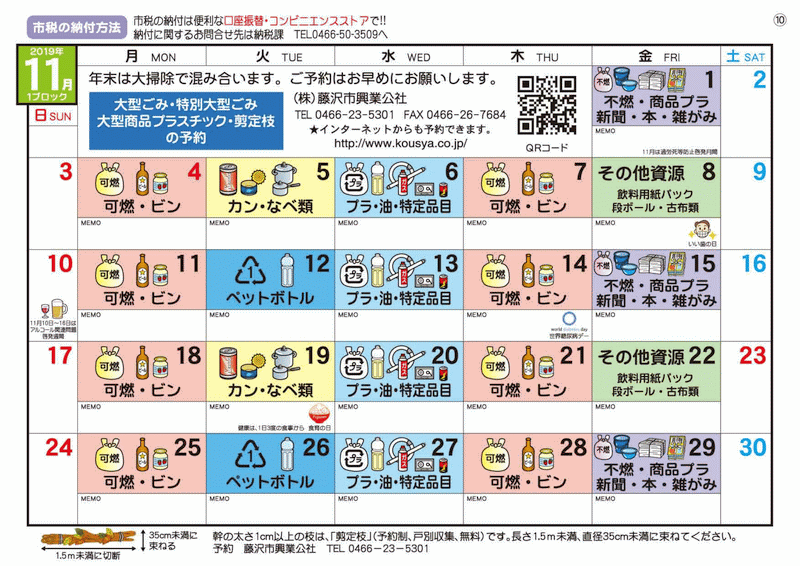 市税の納付方法
市税の納付は便利な口座振替・コンビニエンスストアで!!
納付に関するお問合せ先は納税課 TEL0466-50-3509へ
⑩
2019年
11月
1ブロック
日 SUN
月 MON
火 TUE
水 WED
木 THU
金 FRI
土 SAT
年末は大掃除で混み合います。ご予約はお早めにお願いします。
大型ごみ・特別大型ごみ
大型商品プラスチック・剪定枝
の予約
(株)藤沢市興業公社
TEL 0466-23-5301 FAX 0466-26-7684
★インターネットからも予約できます。
http://www.kousya.co.jp/
QRコード
不燃
1
不燃・商品プラ
新聞・本・雑がみ
MEMO
11月は過労死等防止啓発月間
2
3
可燃
4
可燃・ビン
MEMO
5
カン・なべ類
MEMO
プラ
6
プラ・油・特定品目
MEMO
可燃
7
可燃・ビン
MEMO
その他資源 8
飲料用紙パック
段ボール・古布類
MEMO
いい歯の日
9
10
11月10日~16日は
アルコール関連問題
啓発週間
可燃
11
可燃・ビン
MEMO
1
12
ペットボトル
MEMO
プラ
13
プラ・油・特定品目
MEMO
可燃
14
可燃・ビン
MEMO
world diabetes day
世界糖尿病デー
不燃
15
不燃・商品プラ
新聞・本・雑がみ
MEMO
16
17
可燃
18
可燃・ビン
MEMO
19
カン・なべ類
MEMO
健康は、1日3度の食事から 食育の日
プラ
20
プラ・油・特定品目
MEMO
可燃
21
可燃・ビン
MEMO
その他資源 22
飲料用紙パック
段ボール・古布類
MEMO
23
24
可燃
25
可燃・ビン
MEMO
1
26
ペットボトル
MEMO
プラ
27
プラ・油・特定品目
MEMO
可燃
28
可燃・ビン
MEMO
不燃
29
不燃・商品プラ
新聞・本・雑がみ
MEMO
30
35cm未満に
束ねる
1.5m未満に切断
幹の太さ1cm以上の枝は、「剪定枝」(予約制、戸別収集、無料)です。長さ1.5m未満、直径35cm未満に束ねてください。
予約 藤沢市興業公社 TEL 0466-23-5301